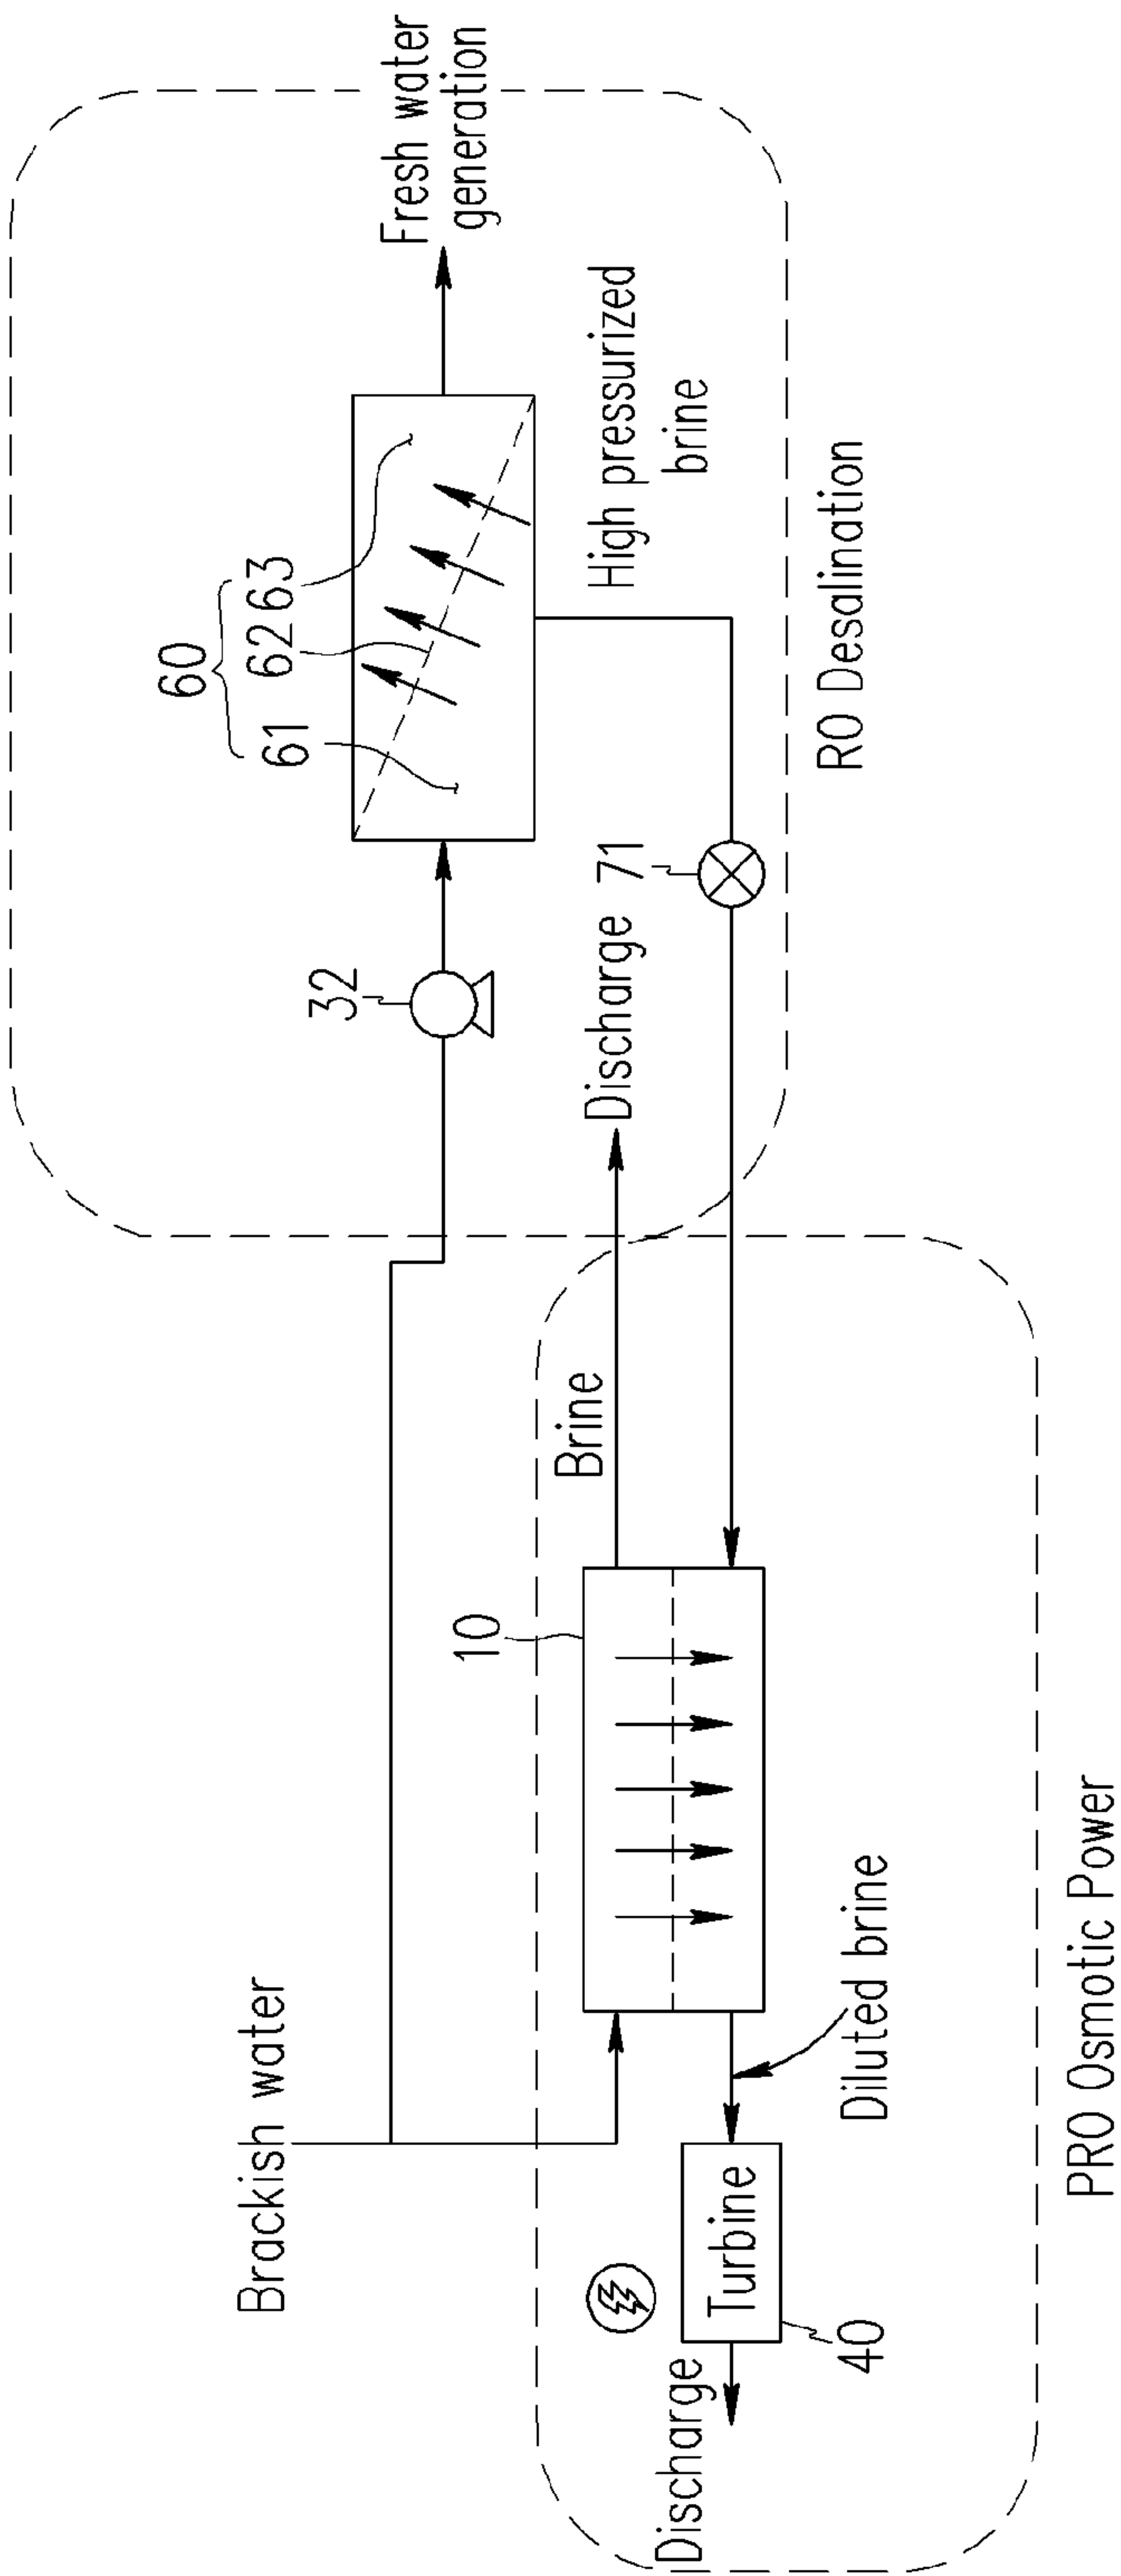 Fresh water
generation
60
61
62
63
32
High pressurized
brine
71
Discharge
RO Desalination
Brackish water
10
Brine
Diluted brine
Turbine
40
Discharge
PRO Osmotic Power